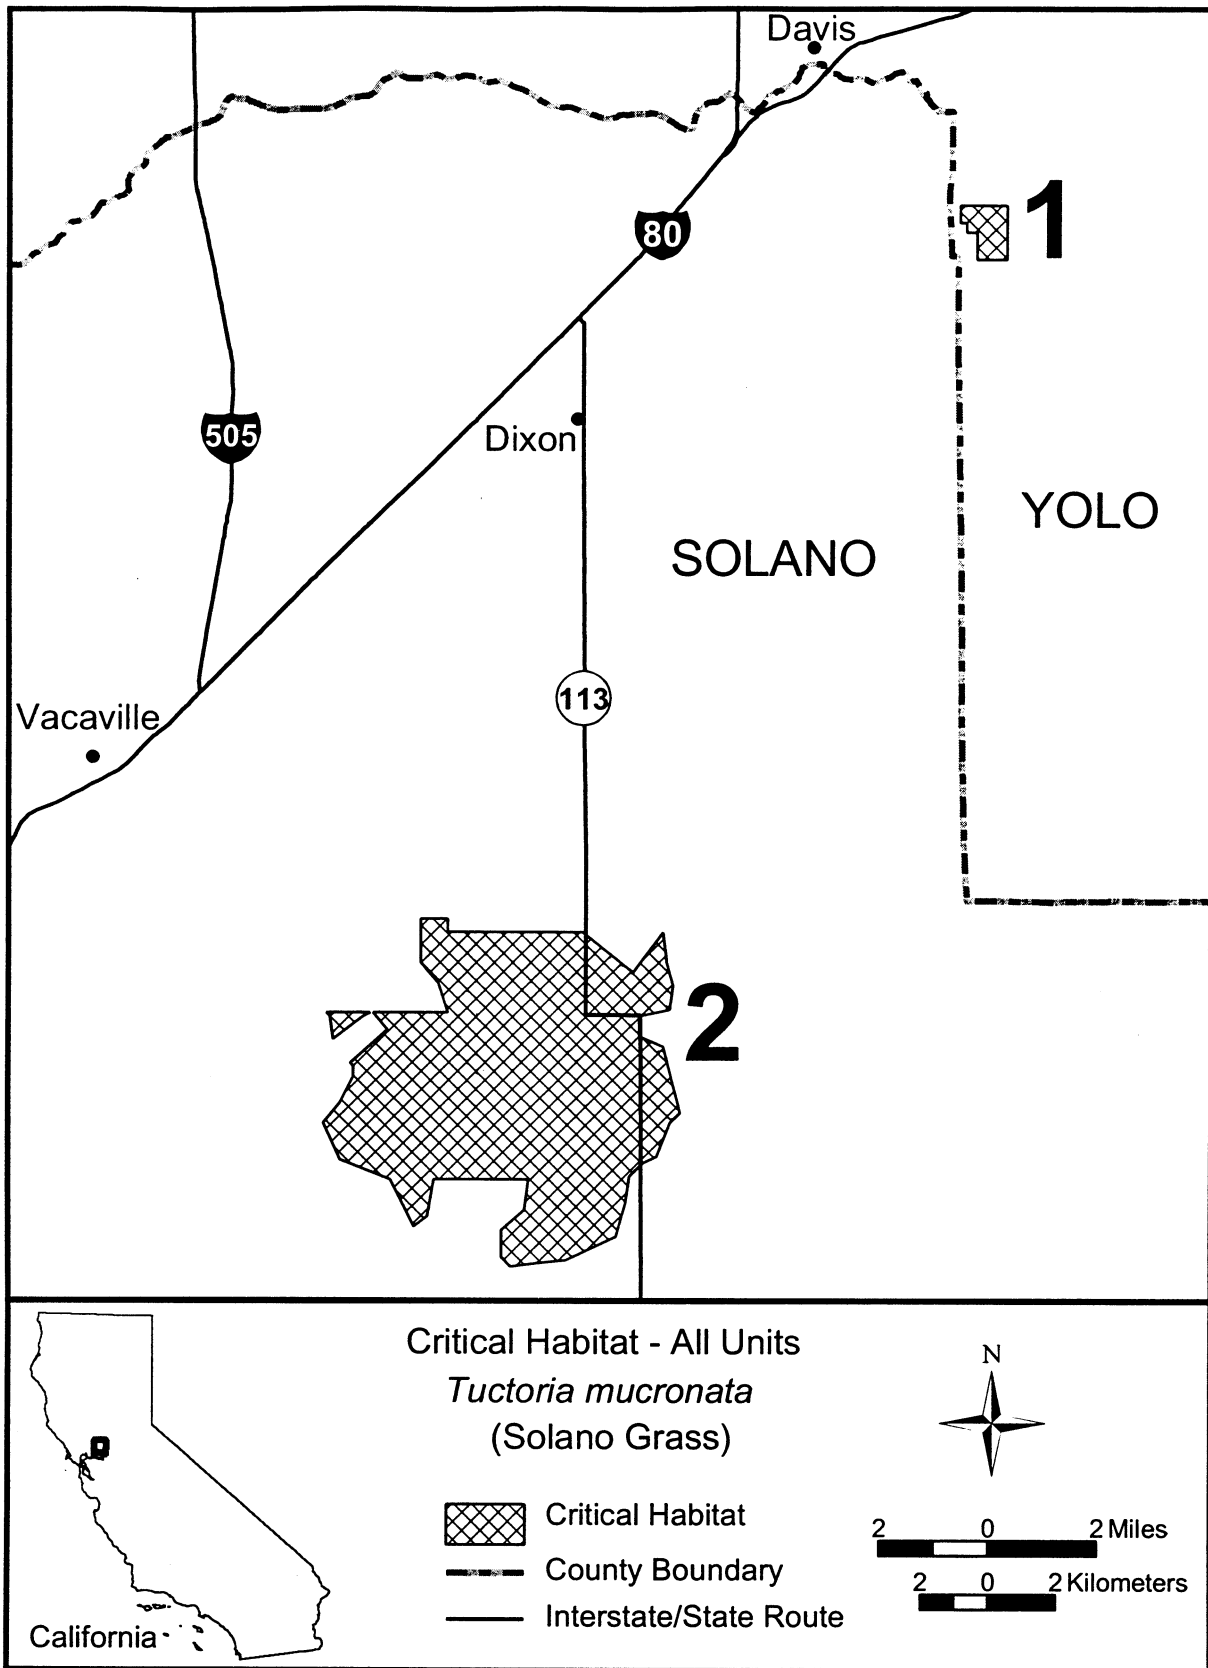 Davis
1
80
505
Dixon
YOLO
SOLANO
113
Vacaville
2
Critical Habitat - All Units
Tuctoria mucronata
(Solano Grass)
N
Critical Habitat
County Boundary
Interstate/State Route
2 0 2 Miles
2 0 2 Kilometers
California